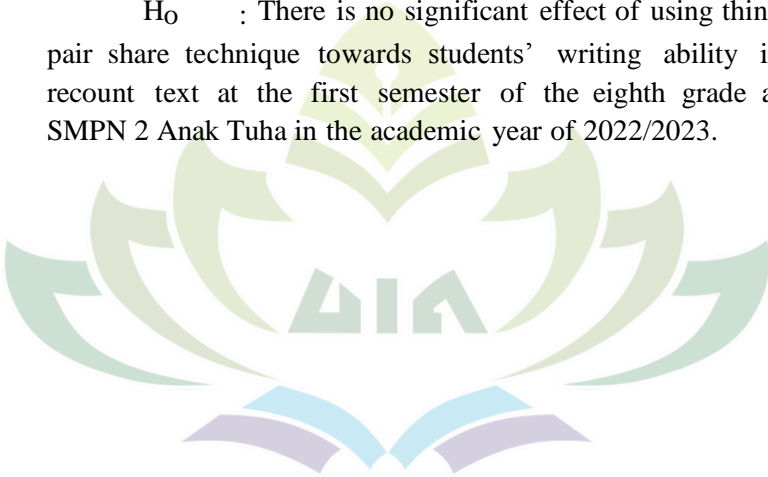 Ho : There is no significant effect of using thin
pair share technique towards students’ writing ability i
recount text at the first semester of the eighth grade a
SMPN 2 Anak Tuha in the academic year of 2022/2023.
UIN